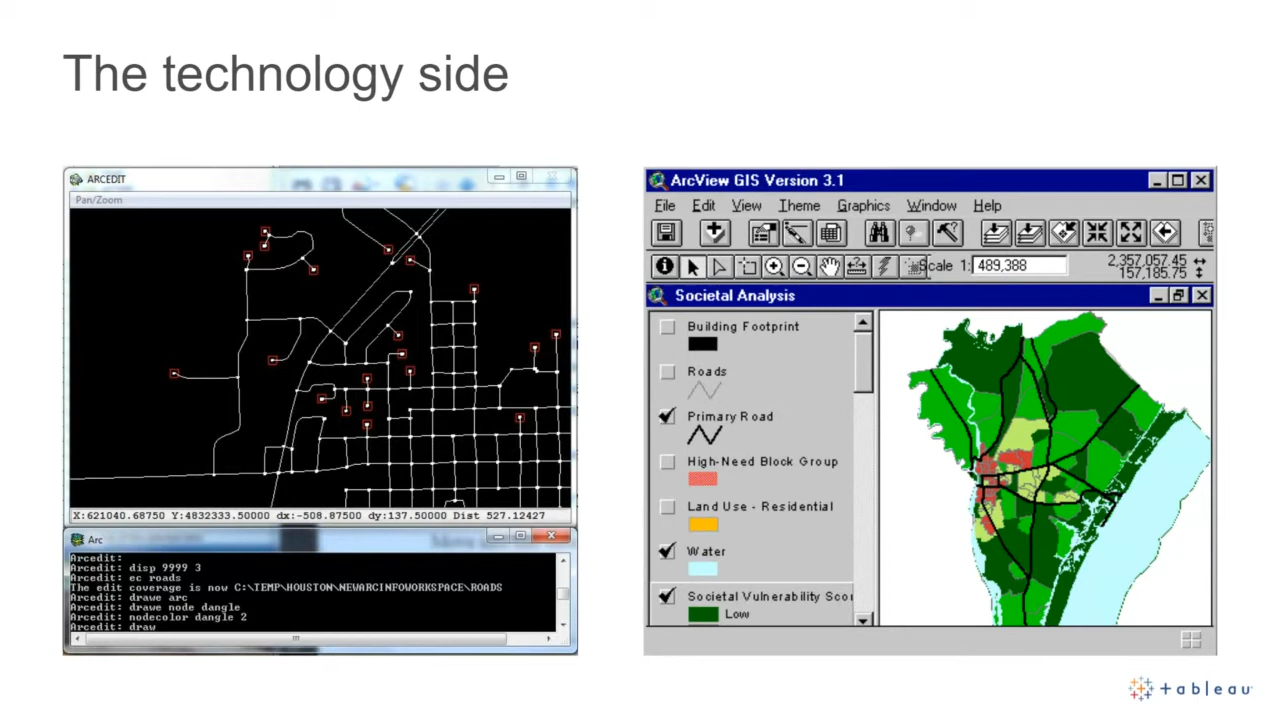 The technology side
ARCEDIT
Pan/Zoom
X:621040.68750 Y:4832333.50000 dx:-508.87500 dy:137.50000 Dist 527.12427
Arc
Arcedit:
Arcedit: disp 9999 3
Arcedit: ec roads
The edit coverage is now C:\TEMP\HOUSTON\NEWARCINFOWORKSPACE\ROADS
Arcedit: drawe arc
Arcedit: drawe node dangle
Arcedit: nodecolor dangle 2
Arcedit: draw
ArcView GIS Version 3.1
File Edit View Theme Graphics Window Help
Scale 1: 489,388
2,357,057.45
157,185.75
Societal Analysis
Building Footprint
Roads
Primary Road
High-Need Block Group
Land Use - Residential
Water
Societal Vulnerability Scor
Low
+ableau